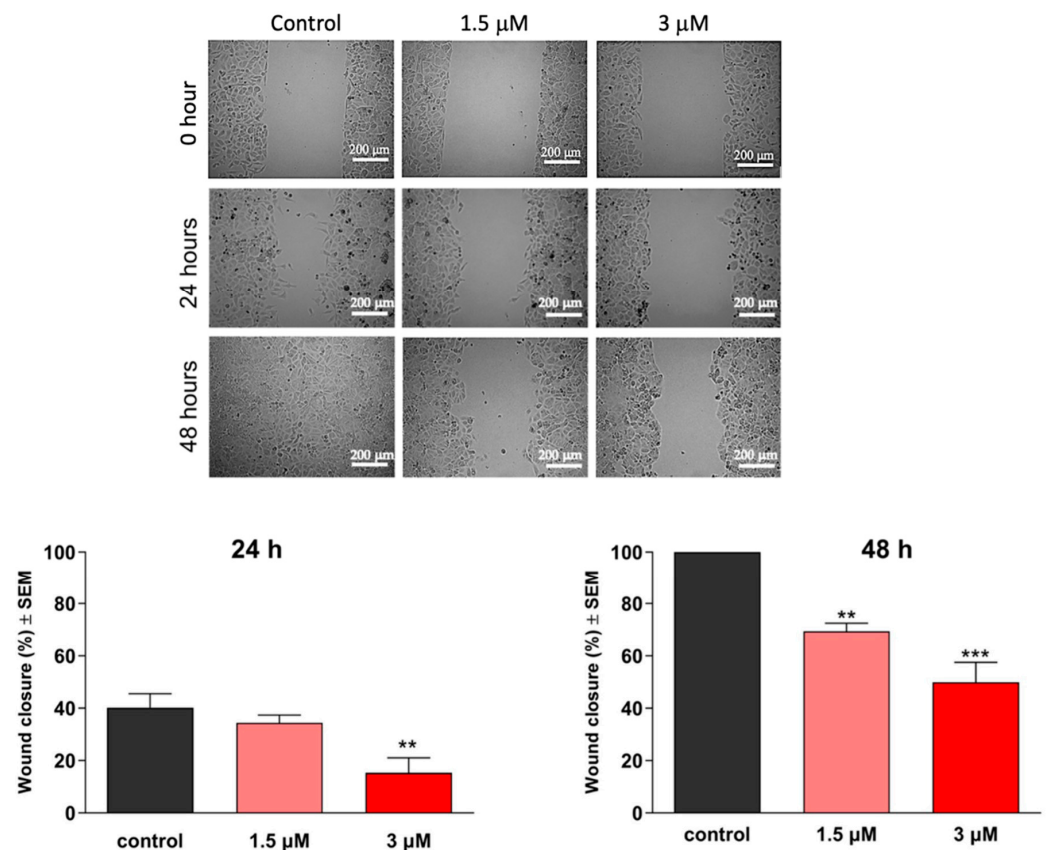 Control 1.5 µM 3 µM
0 hour
200 µm 200 µm 200 µm
24 hours
200 µm 200 µm 200 µm
48 hours
200 µm 200 µm 200 µm
24 h
Wound closure (%) ± SEM
100
80
60
40
20
0
**
control 1.5 µM 3 µM
48 h
Wound closure (%) ± SEM
100
80
60
40
20
0
**
***
control 1.5 µM 3 µM